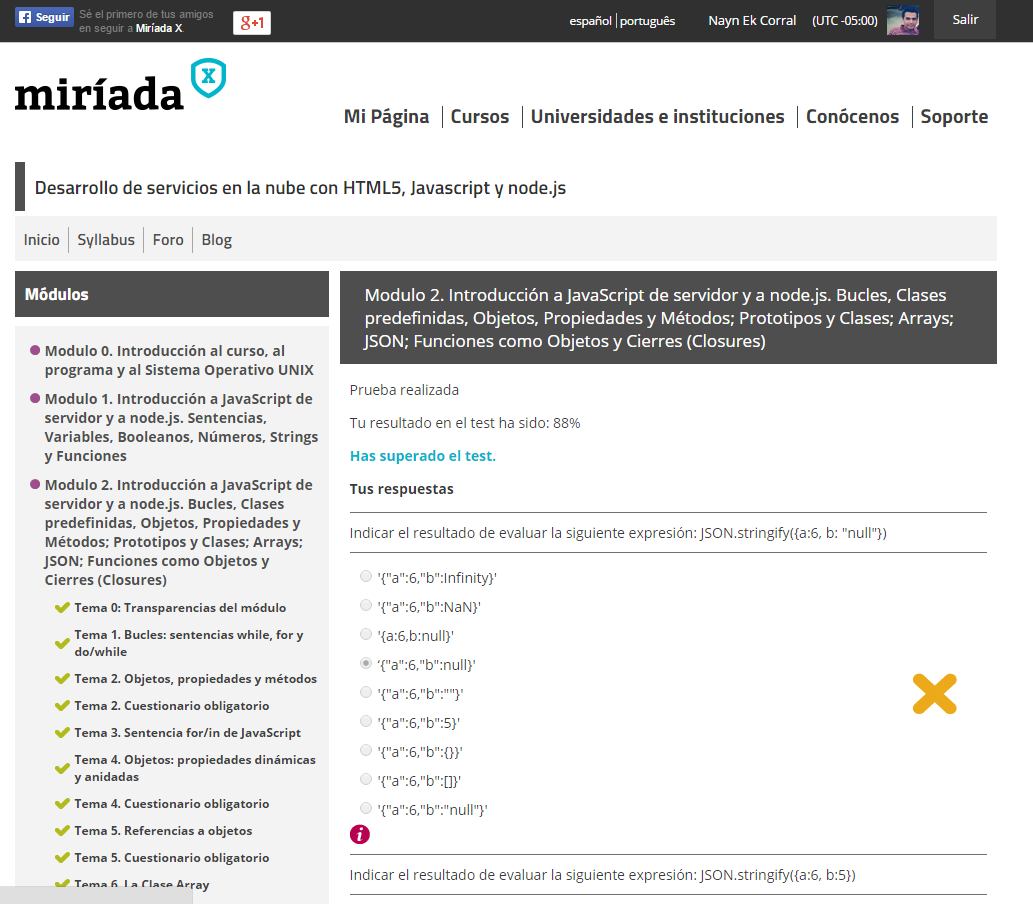 Seguir
Sé el primero de tus amigos
en seguir a Miríada X.
g+1
español
português
Nayn Ek Corral
(UTC -05:00)
Salir
miríada X
Mi Página
Cursos
Universidades e instituciones
Conócenos
Soporte
Desarrollo de servicios en la nube con HTML5, Javascript y node.js
Inicio
Syllabus
Foro
Blog
Módulos
Modulo 0. Introducción al curso, al
programa y al Sistema Operativo UNIX
Modulo 1. Introducción a JavaScript de
servidor y a node.js. Sentencias,
Variables, Booleanos, Números, Strings
y Funciones
Modulo 2. Introducción a JavaScript de
servidor y a node.js. Bucles, Clases
predefinidas, Objetos, Propiedades y
Métodos; Prototipos y Clases; Arrays;
JSON; Funciones como Objetos y
Cierres (Closures)
Tema 0: Transparencias del módulo
Tema 1. Bucles: sentencias while, for y
do/while
Tema 2. Objetos, propiedades y métodos
Tema 2. Cuestionario obligatorio
Tema 3. Sentencia for/in de JavaScript
Tema 4. Objetos: propiedades dinámicas
y anidadas
Tema 4. Cuestionario obligatorio
Tema 5. Referencias a objetos
Tema 5. Cuestionario obligatorio
Tema 6. La Clase Array
Modulo 2. Introducción a JavaScript de servidor y a node.js. Bucles, Clases
predefinidas, Objetos, Propiedades y Métodos; Prototipos y Clases; Arrays;
JSON; Funciones como Objetos y Cierres (Closures)
Prueba realizada
Tu resultado en el test ha sido: 88%
Has superado el test.
Tus respuestas
Indicar el resultado de evaluar la siguiente expresión: JSON.stringify({a:6, b: "null"})
'{"a":6,"b":Infinity}'
'{"a":6,"b":NaN}'
'{a:6,b:null}'
'{"a":6,"b":null}'
'{"a":6,"b":""}'
'{"a":6,"b":5}'
'{"a":6,"b":{}}'
'{"a":6,"b":[]}'
'{"a":6,"b":"null"}'
i
Indicar el resultado de evaluar la siguiente expresión: JSON.stringify({a:6, b:5})